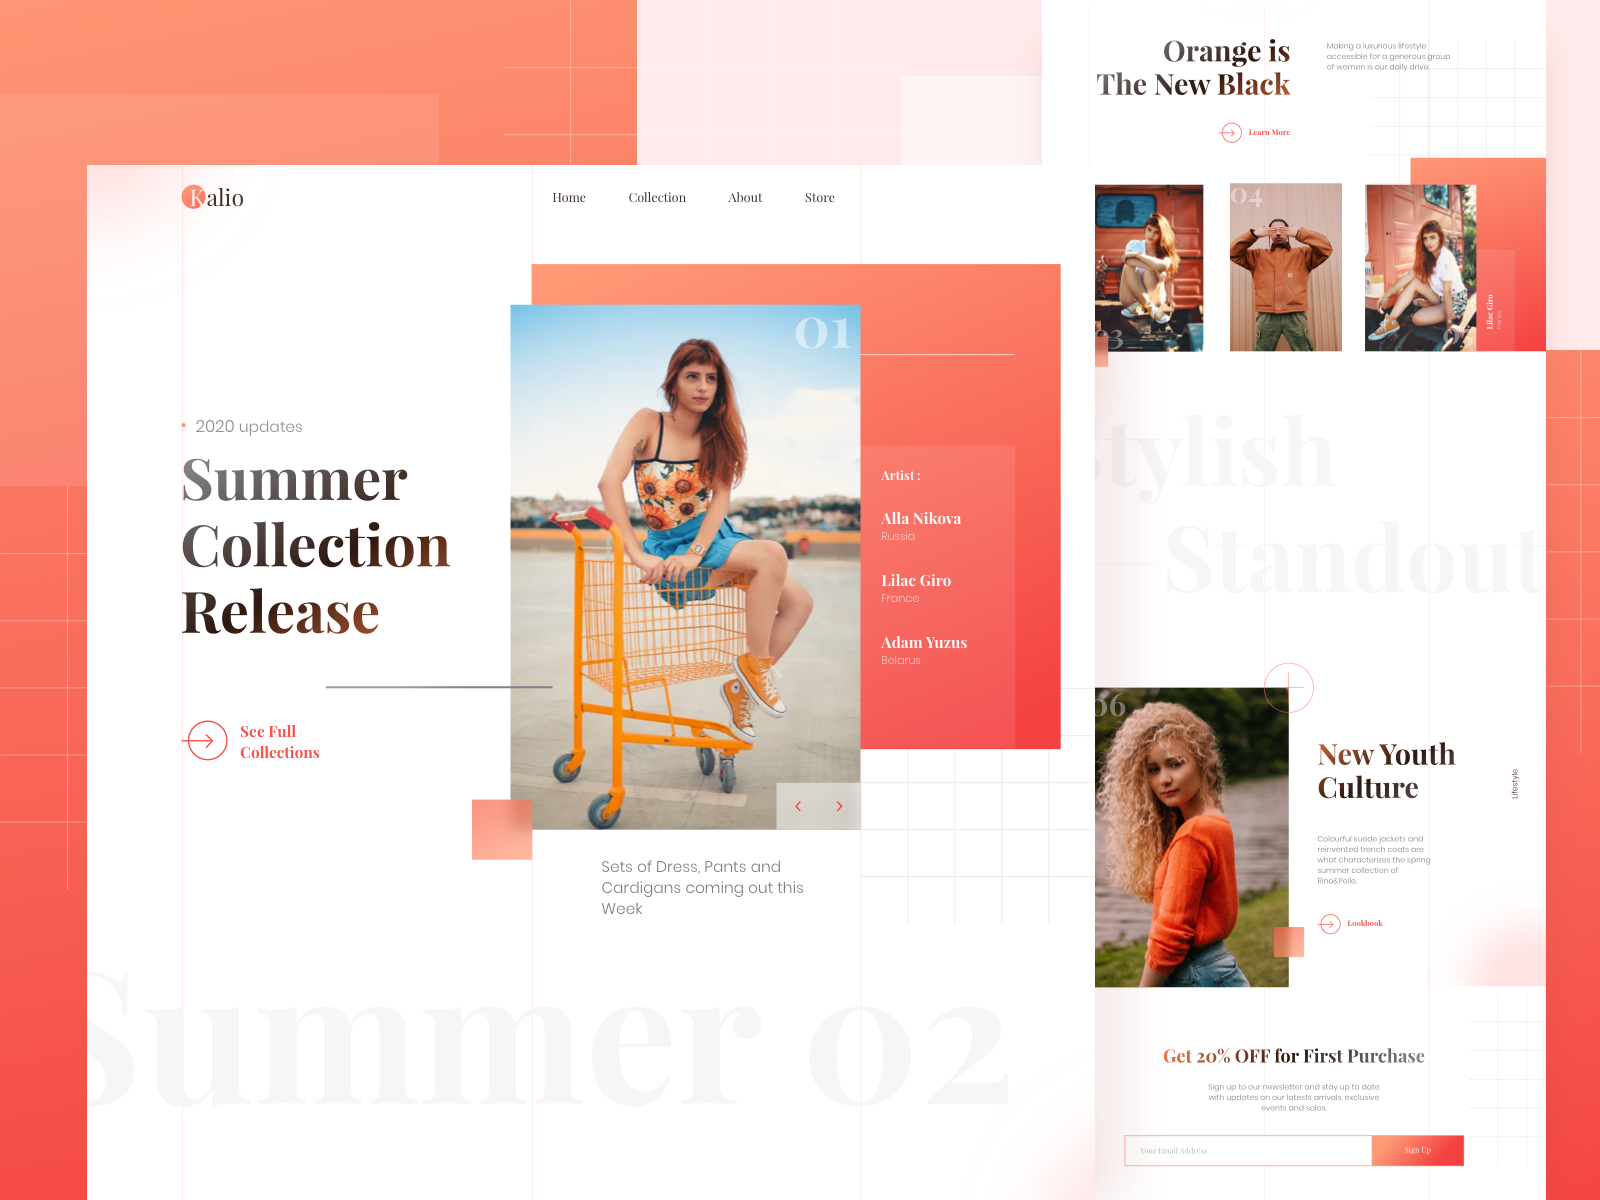 Kalio
Home
Collection
About
Store
2020 updates
Summer
Collection
Release
See Full
Collections
01
Artist :
Alla Nikova
Russia
Lilac Giro
France
Adam Yuzus
Belarus
Sets of Dress, Pants and
Cardigans coming out this
Week
Summer 02
Orange is
The New Black
Making a luxurious lifestyle
accessible for a generous group
of women is our daily drive.
Learn More
03
04
Lilac Giro
France
Stylish
Standout
06
New Youth
Culture
Lifestyle
Colourful suede jackets and
reinvented trench coats are
what characterizes the spring
summer collection of
Rino&Pelle.
Lookbook
Get 20% OFF for First Purchase
Sign up to our newsletter and stay up to date
with updates on our latests arrivals, exclusive
events and sales.
Your Email Address
Sign Up